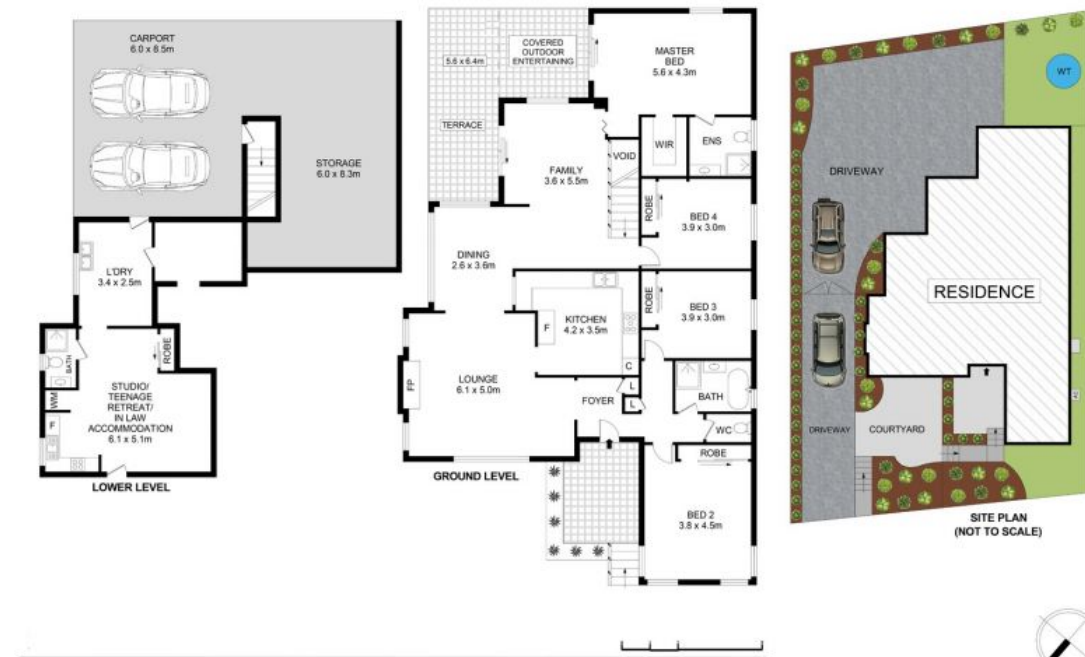 CARPORT
6.0 x 8.5m
STORAGE
6.0 x 8.3m
L'DRY
3.4 x 2.5m
BATH
ROBE
WM
F
STUDIO/
TEENAGE
RETREAT/
IN LAW
ACCOMMODATION
6.1 x 5.1m
LOWER LEVEL
5.6 x 6.4m
COVERED
OUTDOOR
ENTERTAINING
MASTER
BED
5.6 x 4.3m
TERRACE
FAMILY
3.6 x 5.5m
VOID
WIR
ENS
ROBE
BED 4
3.9 x 3.0m
DINING
2.6 x 3.6m
KITCHEN
4.2 x 3.5m
F
C
ROBE
BED 3
3.9 x 3.0m
FP
LOUNGE
6.1 x 5.0m
FOYER
L
L
BATH
WC
ROBE
BED 2
3.8 x 4.5m
GROUND LEVEL
WT
DRIVEWAY
RESIDENCE
DRIVEWAY
COURTYARD
SITE PLAN
(NOT TO SCALE)